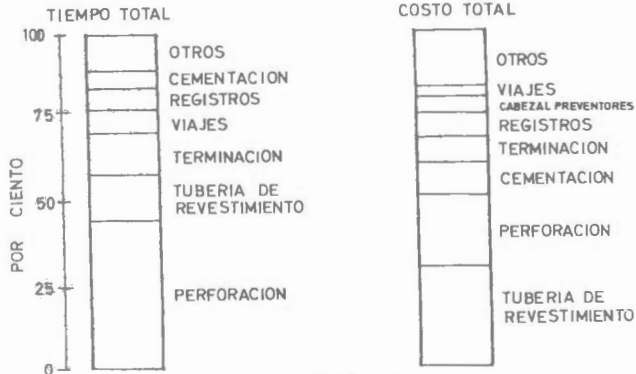 TIEMPO TOTAL
100
75
50
25
0
POR CIENTO
OTROS
CEMENTACION
REGISTROS
VIAJES
TERMINACION
TUBERIA DE
REVESTIMIENTO
PERFORACION
COSTO TOTAL
OTROS
VIAJES
CABEZAL PREVENTORES
REGISTROS
TERMINACION
CEMENTACION
PERFORACION
TUBERIA DE
REVESTIMIENTO